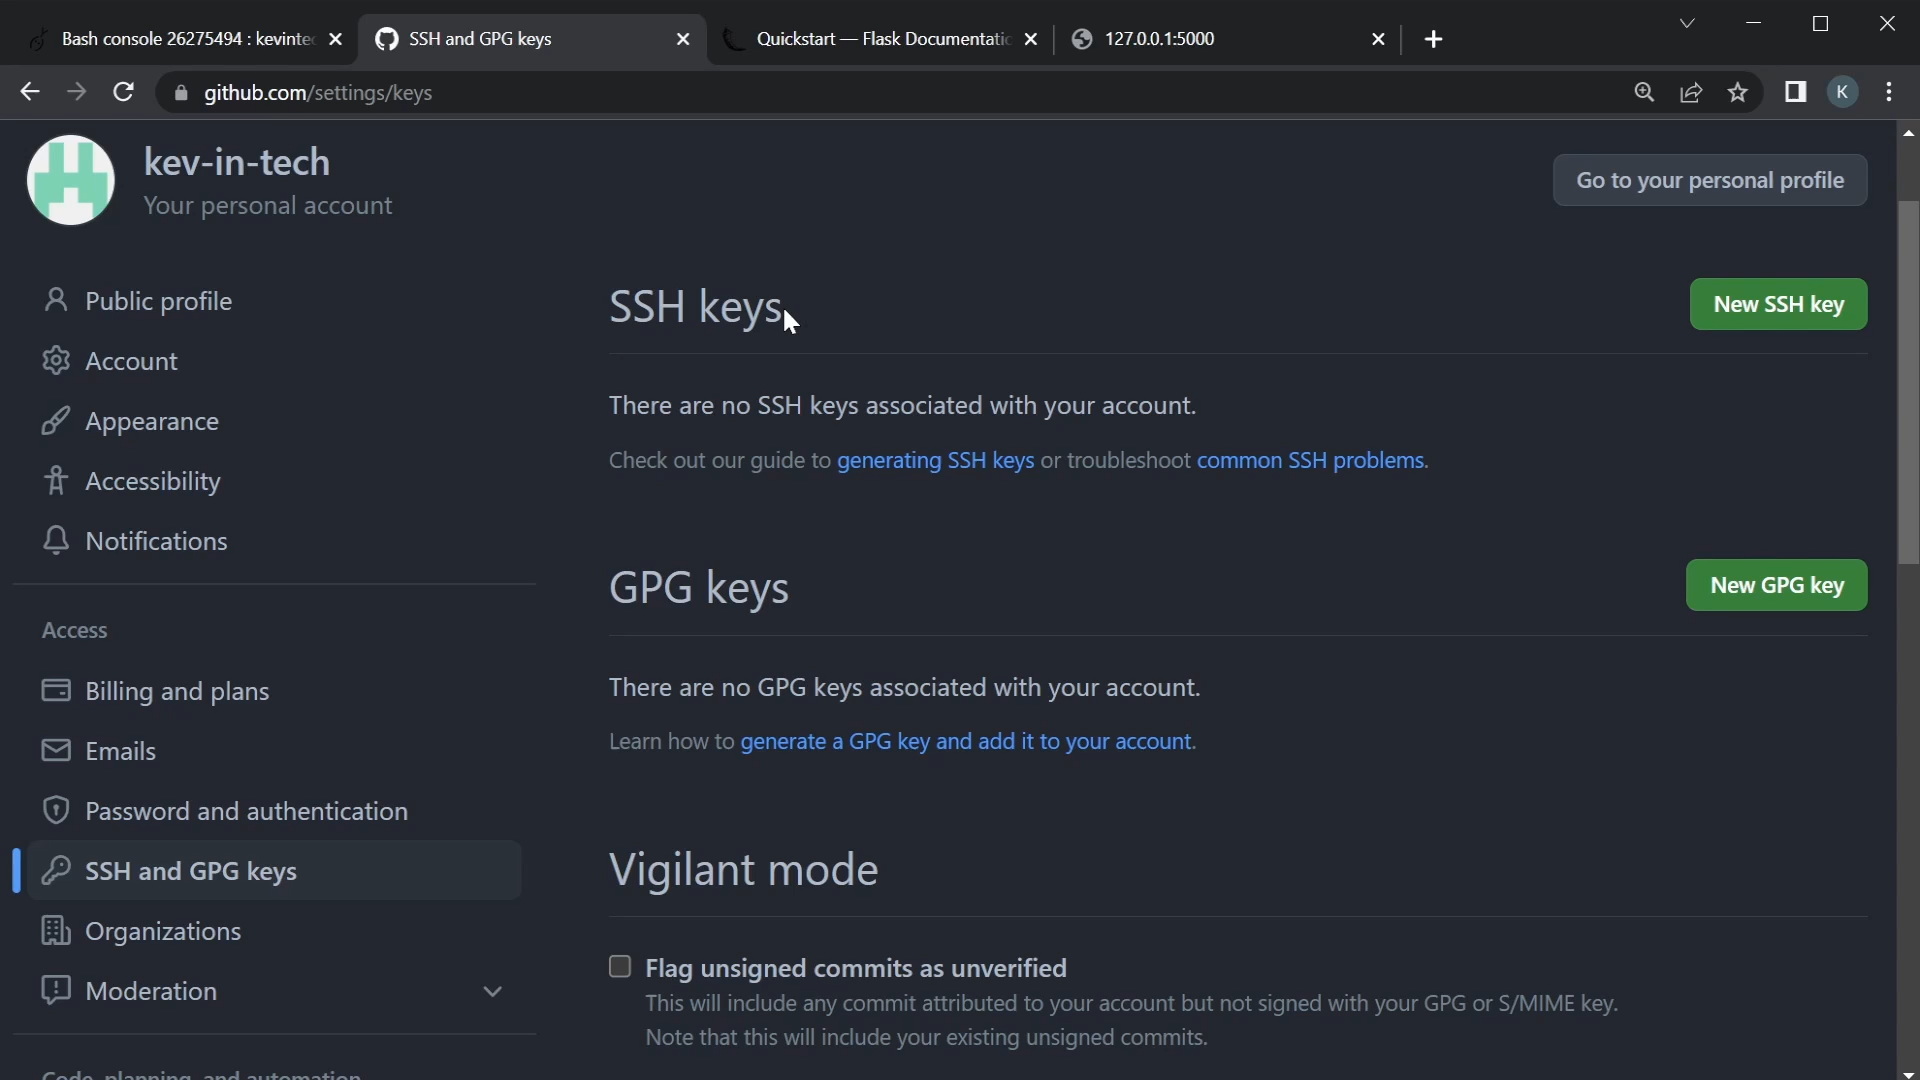 Bash console 26275494 : kevinte
SSH and GPG keys
Quickstart — Flask Documentatic
127.0.0.1:5000
github.com/settings/keys
K
kev-in-tech
Your personal account
Go to your personal profile
Public profile
Account
Appearance
Accessibility
Notifications
Access
Billing and plans
Emails
Password and authentication
SSH and GPG keys
Organizations
Moderation
Code, planning, and automation
SSH keys
New SSH key
There are no SSH keys associated with your account.
Check out our guide to generating SSH keys or troubleshoot common SSH problems.
GPG keys
New GPG key
There are no GPG keys associated with your account.
Learn how to generate a GPG key and add it to your account.
Vigilant mode
Flag unsigned commits as unverified
This will include any commit attributed to your account but not signed with your GPG or S/MIME key.
Note that this will include your existing unsigned commits.